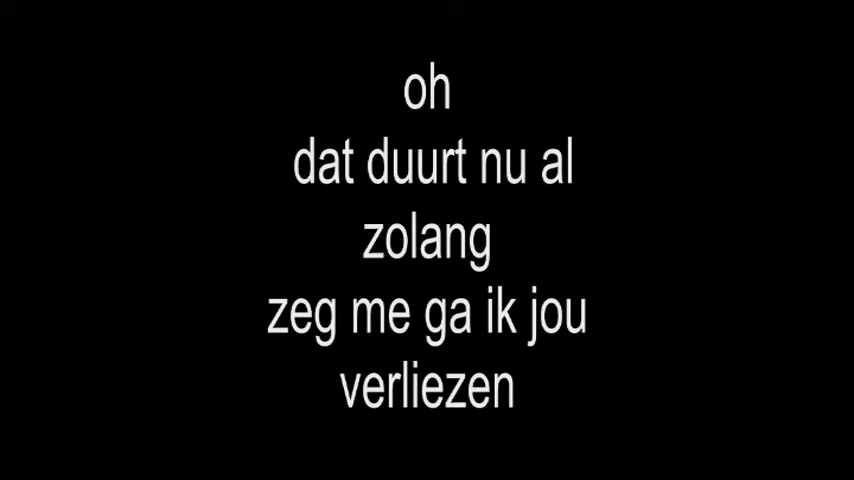 oh
dat duurt nu al
zolang
zeg me ga ik jou
verliezen